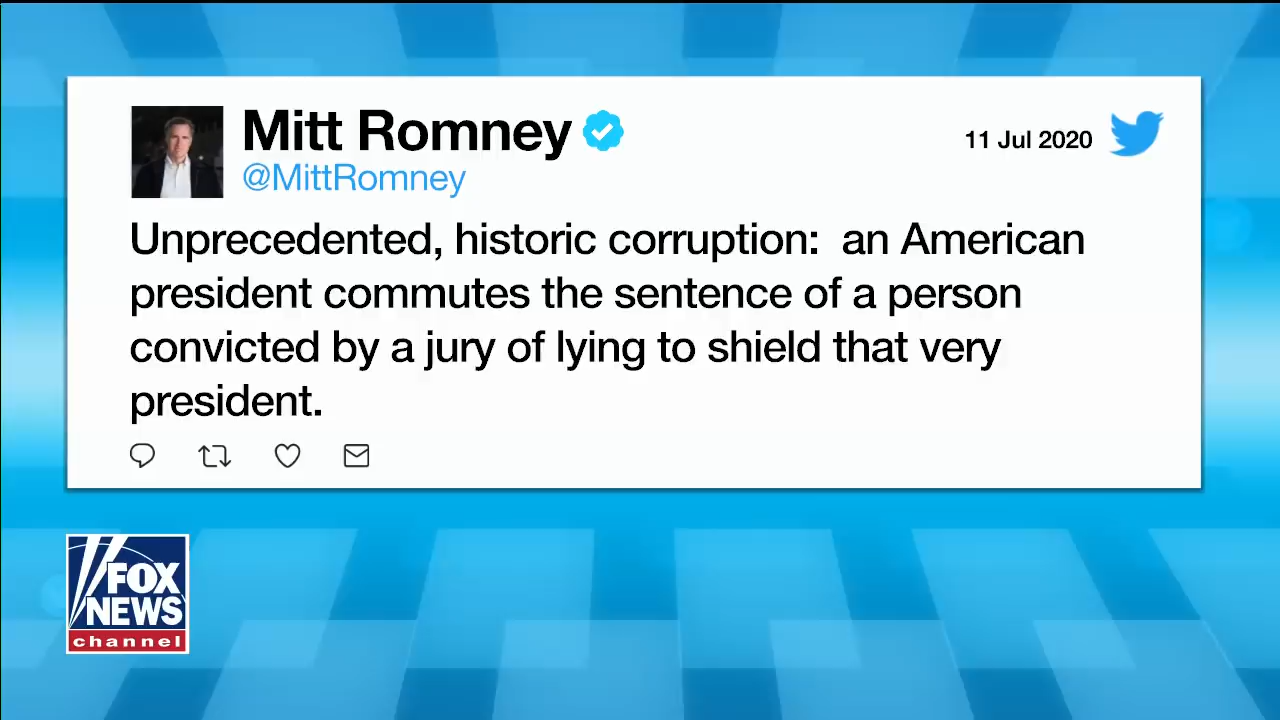 Mitt Romney
11 Jul 2020
@MittRomney
Unprecedented, historic corruption:  an American
president commutes the sentence of a person
convicted by a jury of lying to shield that very
president.
FOX
NEWS
channel